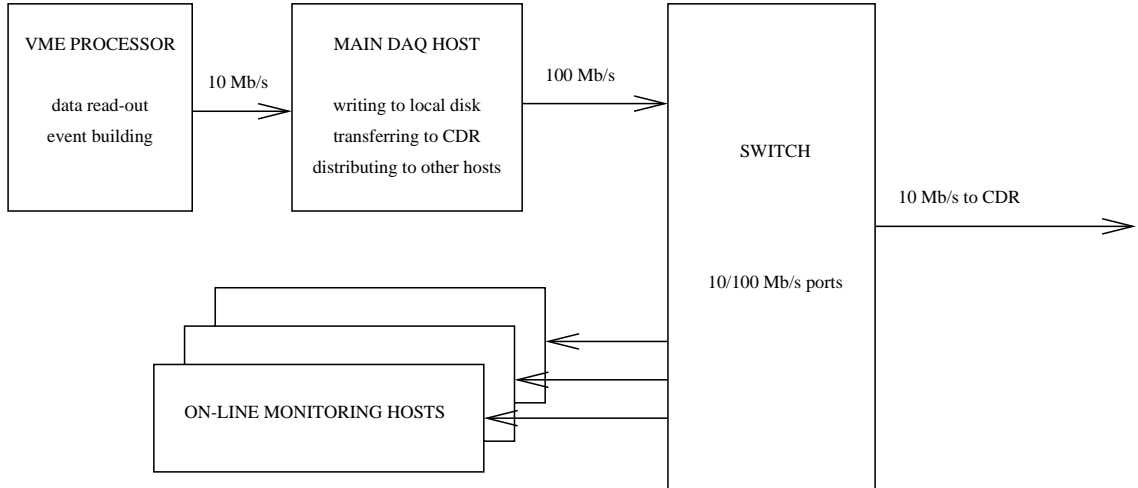 VME PROCESSOR
data read-out
event building
10 Mb/s
MAIN DAQ HOST
writing to local disk
transferring to CDR
distributing to other hosts
100 Mb/s
SWITCH
10/100 Mb/s ports
10 Mb/s to CDR
ON-LINE MONITORING HOSTS